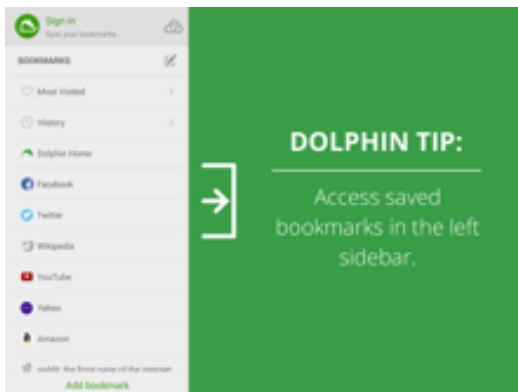 Sign in
Sync your bookmarks
BOOKMARKS
Most Visited
History
Dolphin Home
Facebook
Twitter
Wikipedia
YouTube
Yahoo
Amazon
reddit: the front page of the internet
Add bookmark
DOLPHIN TIP:
Access saved
bookmarks in the left
sidebar.